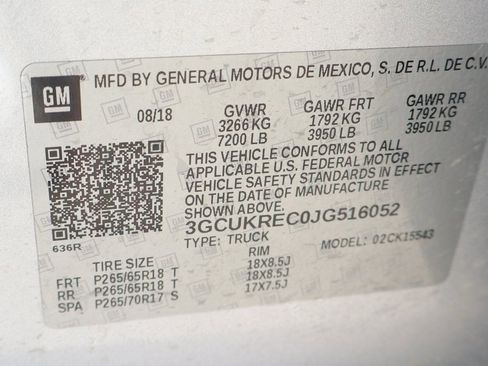 GM MFD BY GENERAL MOTORS DE MEXICO, S. DE R.L. DE C.V.
08/18 GVWR GAWR FRT GAWR RR
3266 KG 1792 KG 1792 KG
7200 LB 3950 LB 3950 LB
THIS VEHICLE CONFORMS TO ALL
APPLICABLE U.S. FEDERAL MOTOR
VEHICLE SAFETY STANDARDS IN EFFECT
ON THE DATE OF MANUFACTURE
SHOWN ABOVE.
3GCUKREC0JG516052
636R
TYPE: TRUCK MODEL: 02CK15543
TIRE SIZE RIM
FRT P265/65R18 T 18X8.5J
RR P265/65R18 T 18X8.5J
SPA P265/70R17 S 17X7.5J